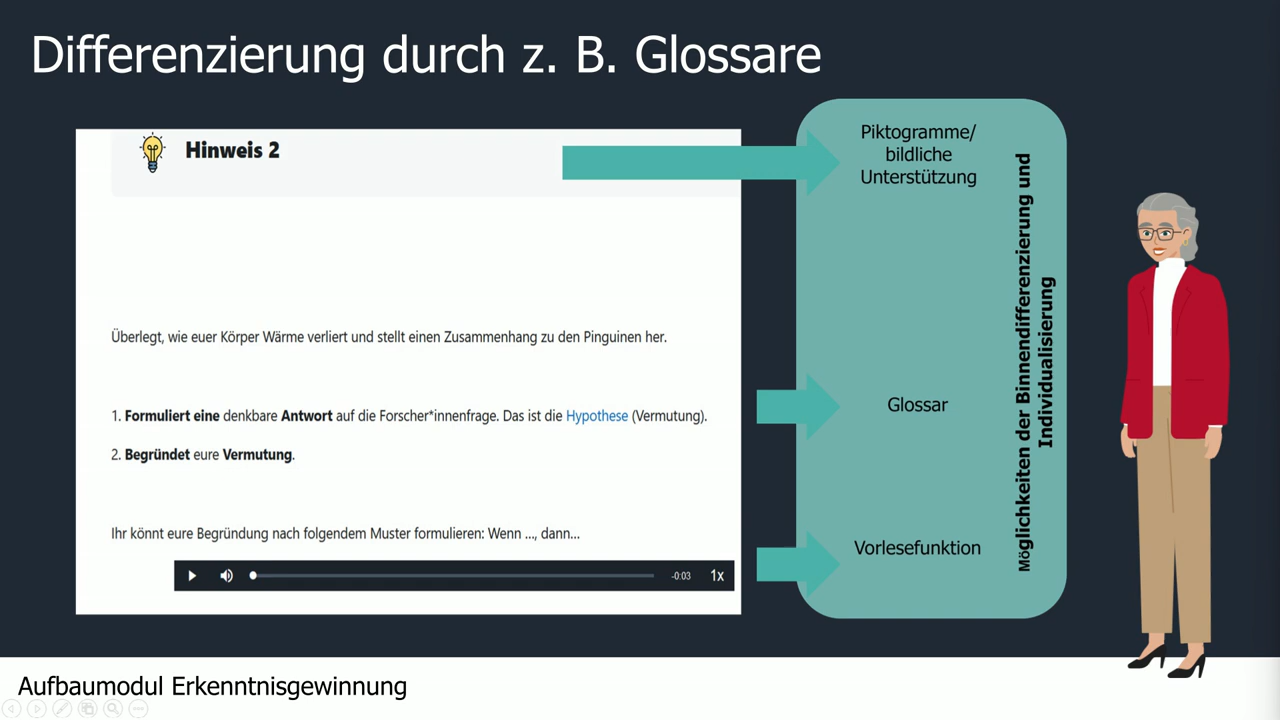 Differenzierung durch z. B. Glossare
Hinweis 2
Überlegt, wie euer Körper Wärme verliert und stellt einen Zusammenhang zu den Pinguinen her.
1. Formuliert eine denkbare Antwort auf die Forscher*innenfrage. Das ist die Hypothese (Vermutung).
2. Begründet eure Vermutung.
Ihr könnt eure Begründung nach folgendem Muster formulieren: Wenn ..., dann...
-0:03 1x
Piktogramme/
bildliche
Unterstützung
Glossar
Vorlesefunktion
Möglichkeiten der Binnendifferenzierung und
Individualisierung
Aufbaumodul Erkenntnisgewinnung